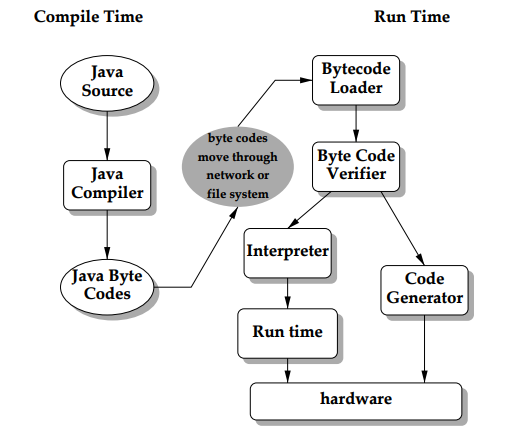 Compile Time
Run Time
Java
Source
Java
Compiler
Java Byte
Codes
byte codes
move through
network or
file system
Bytecode
Loader
Byte Code
Verifier
Interpreter
Run time
Code
Generator
hardware